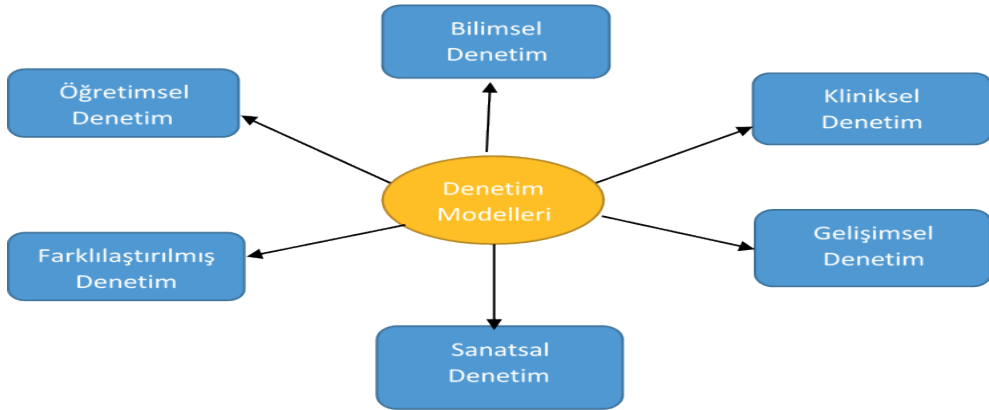 Bilimsel
Denetim
Öğretimsel
Denetim
Kliniksel
Denetim
Denetim
Modelleri
Farklılaştırılmış
Denetim
Gelişimsel
Denetim
Sanatsal
Denetim